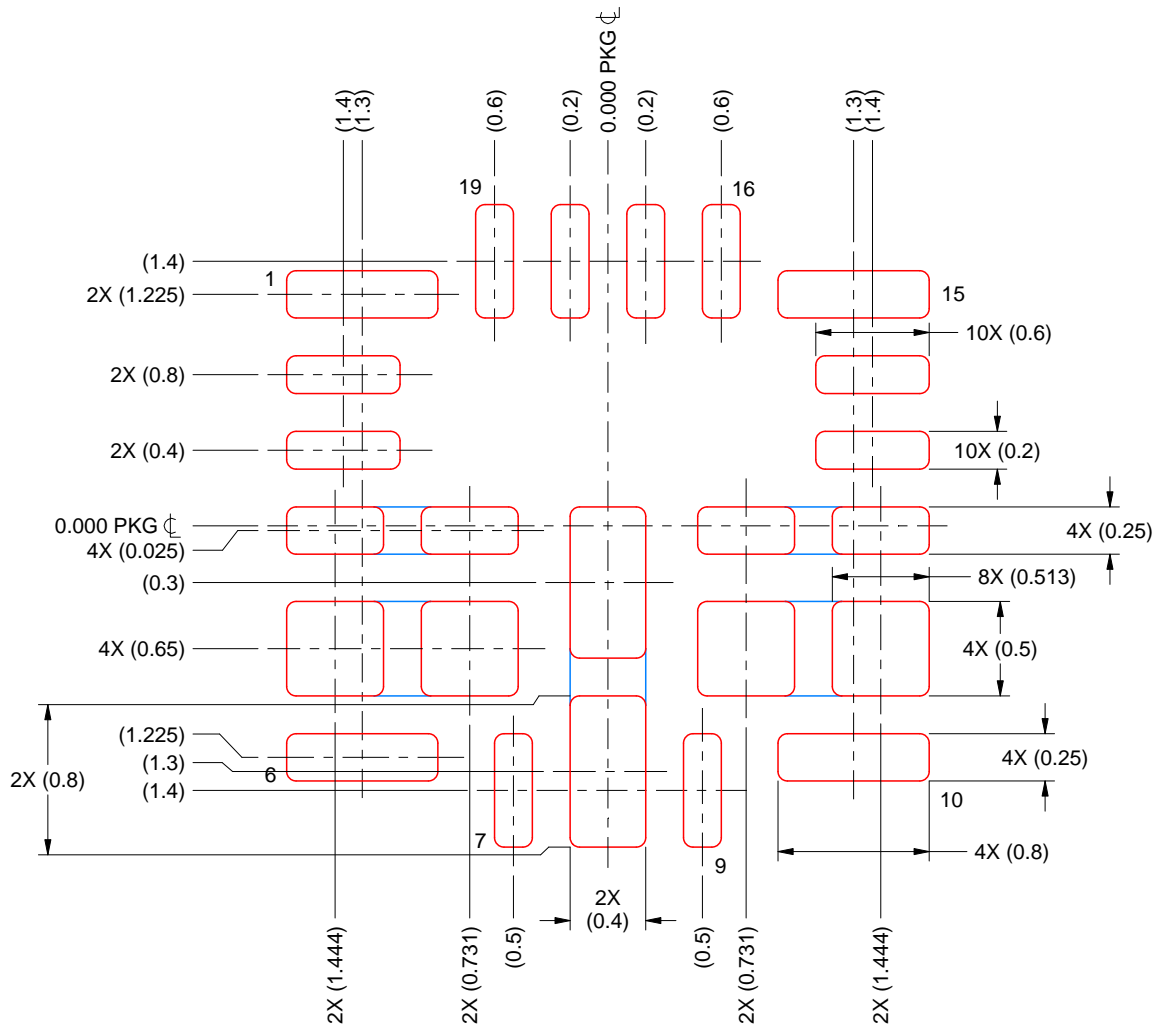 0.000 PKG ℄
(1.4)
(1.3)
(0.6)
(0.2)
(0.2)
(0.6)
(1.3)
(1.4)
19
16
(1.4)
1
2X (1.225)
15
10X (0.6)
2X (0.8)
2X (0.4)
10X (0.2)
0.000 PKG ℄
4X (0.025)
4X (0.25)
(0.3)
8X (0.513)
4X (0.65)
4X (0.5)
(1.225)
(1.3)
(1.4)
2X (0.8)
6
4X (0.25)
10
7
9
4X (0.8)
2X
(0.4)
2X (1.444)
2X (0.731)
(0.5)
(0.5)
2X (0.731)
2X (1.444)